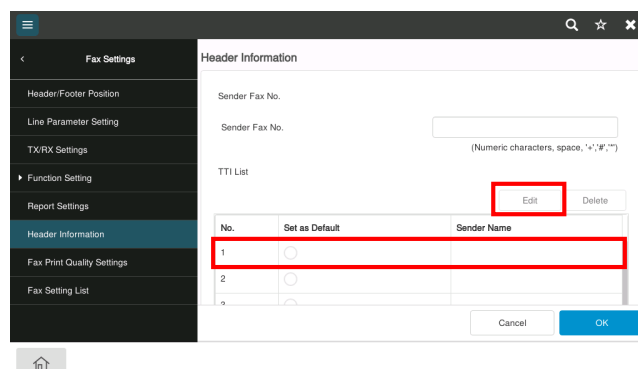 Fax Settings
Header/Footer Position
Line Parameter Setting
TX/RX Settings
Function Setting
Report Settings
Header Information
Fax Print Quality Settings
Fax Setting List
Header Information
Sender Fax No.
Sender Fax No.
(Numeric characters, space, '+','#','*')
TTI List
Edit Delete
No. Set as Default Sender Name
1
2
3
Cancel OK